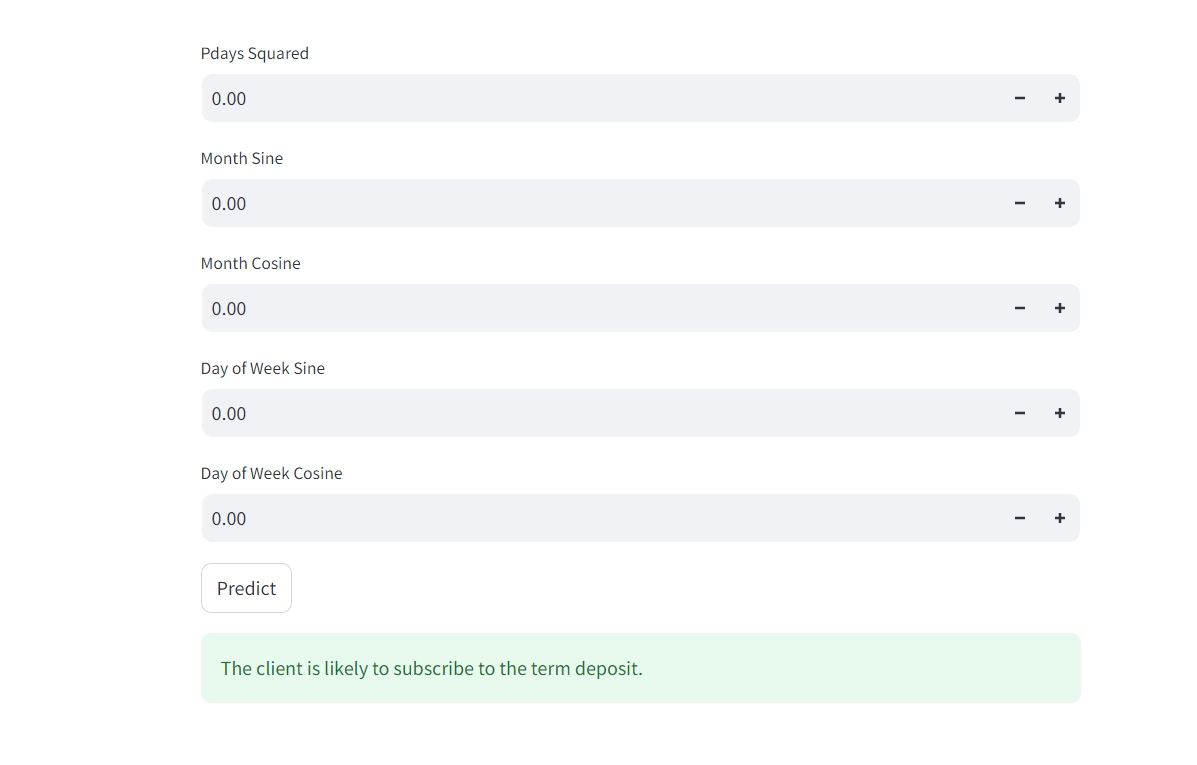 Pdays Squared
0.00
Month Sine
0.00
Month Cosine
0.00
Day of Week Sine
0.00
Day of Week Cosine
0.00
Predict
The client is likely to subscribe to the term deposit.